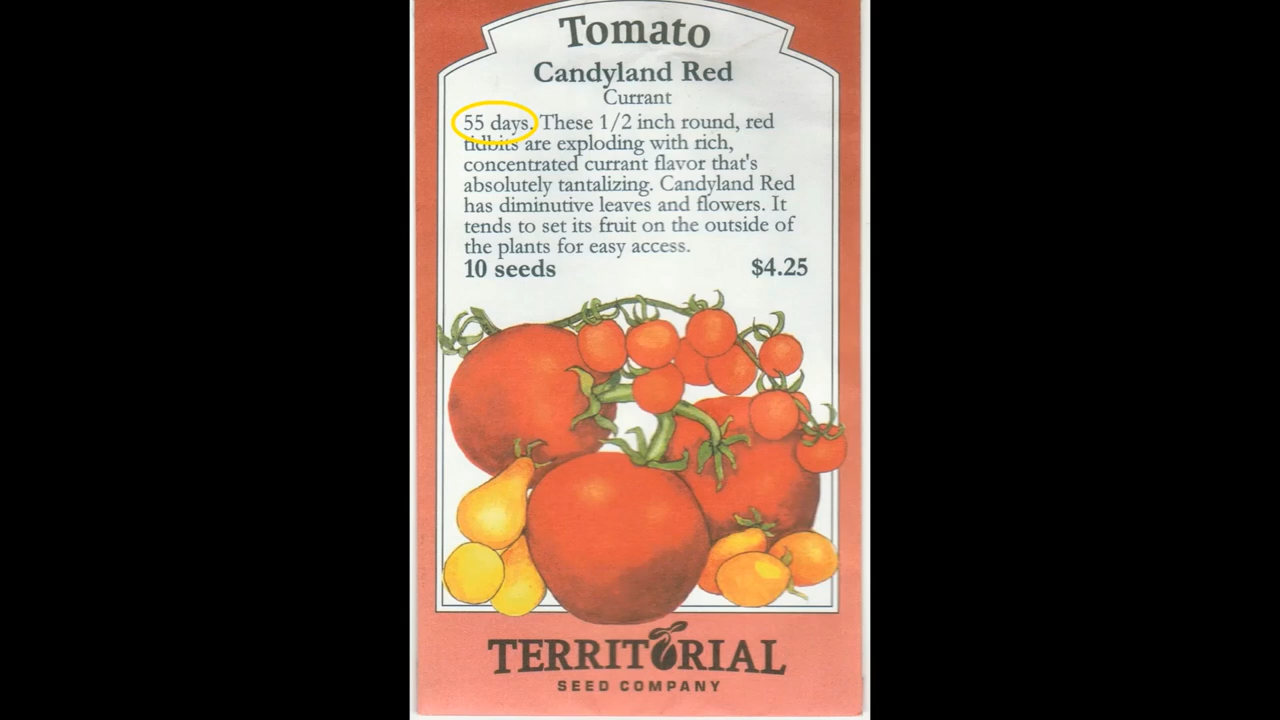 Tomato
Candyland Red
Currant
55 days. These 1/2 inch round, red
tidbits are exploding with rich,
concentrated currant flavor that's
absolutely tantalizing. Candyland Red
has diminutive leaves and flowers. It
tends to set its fruit on the outside of
the plants for easy access.
10 seeds $4.25
TERRITORIAL
SEED COMPANY